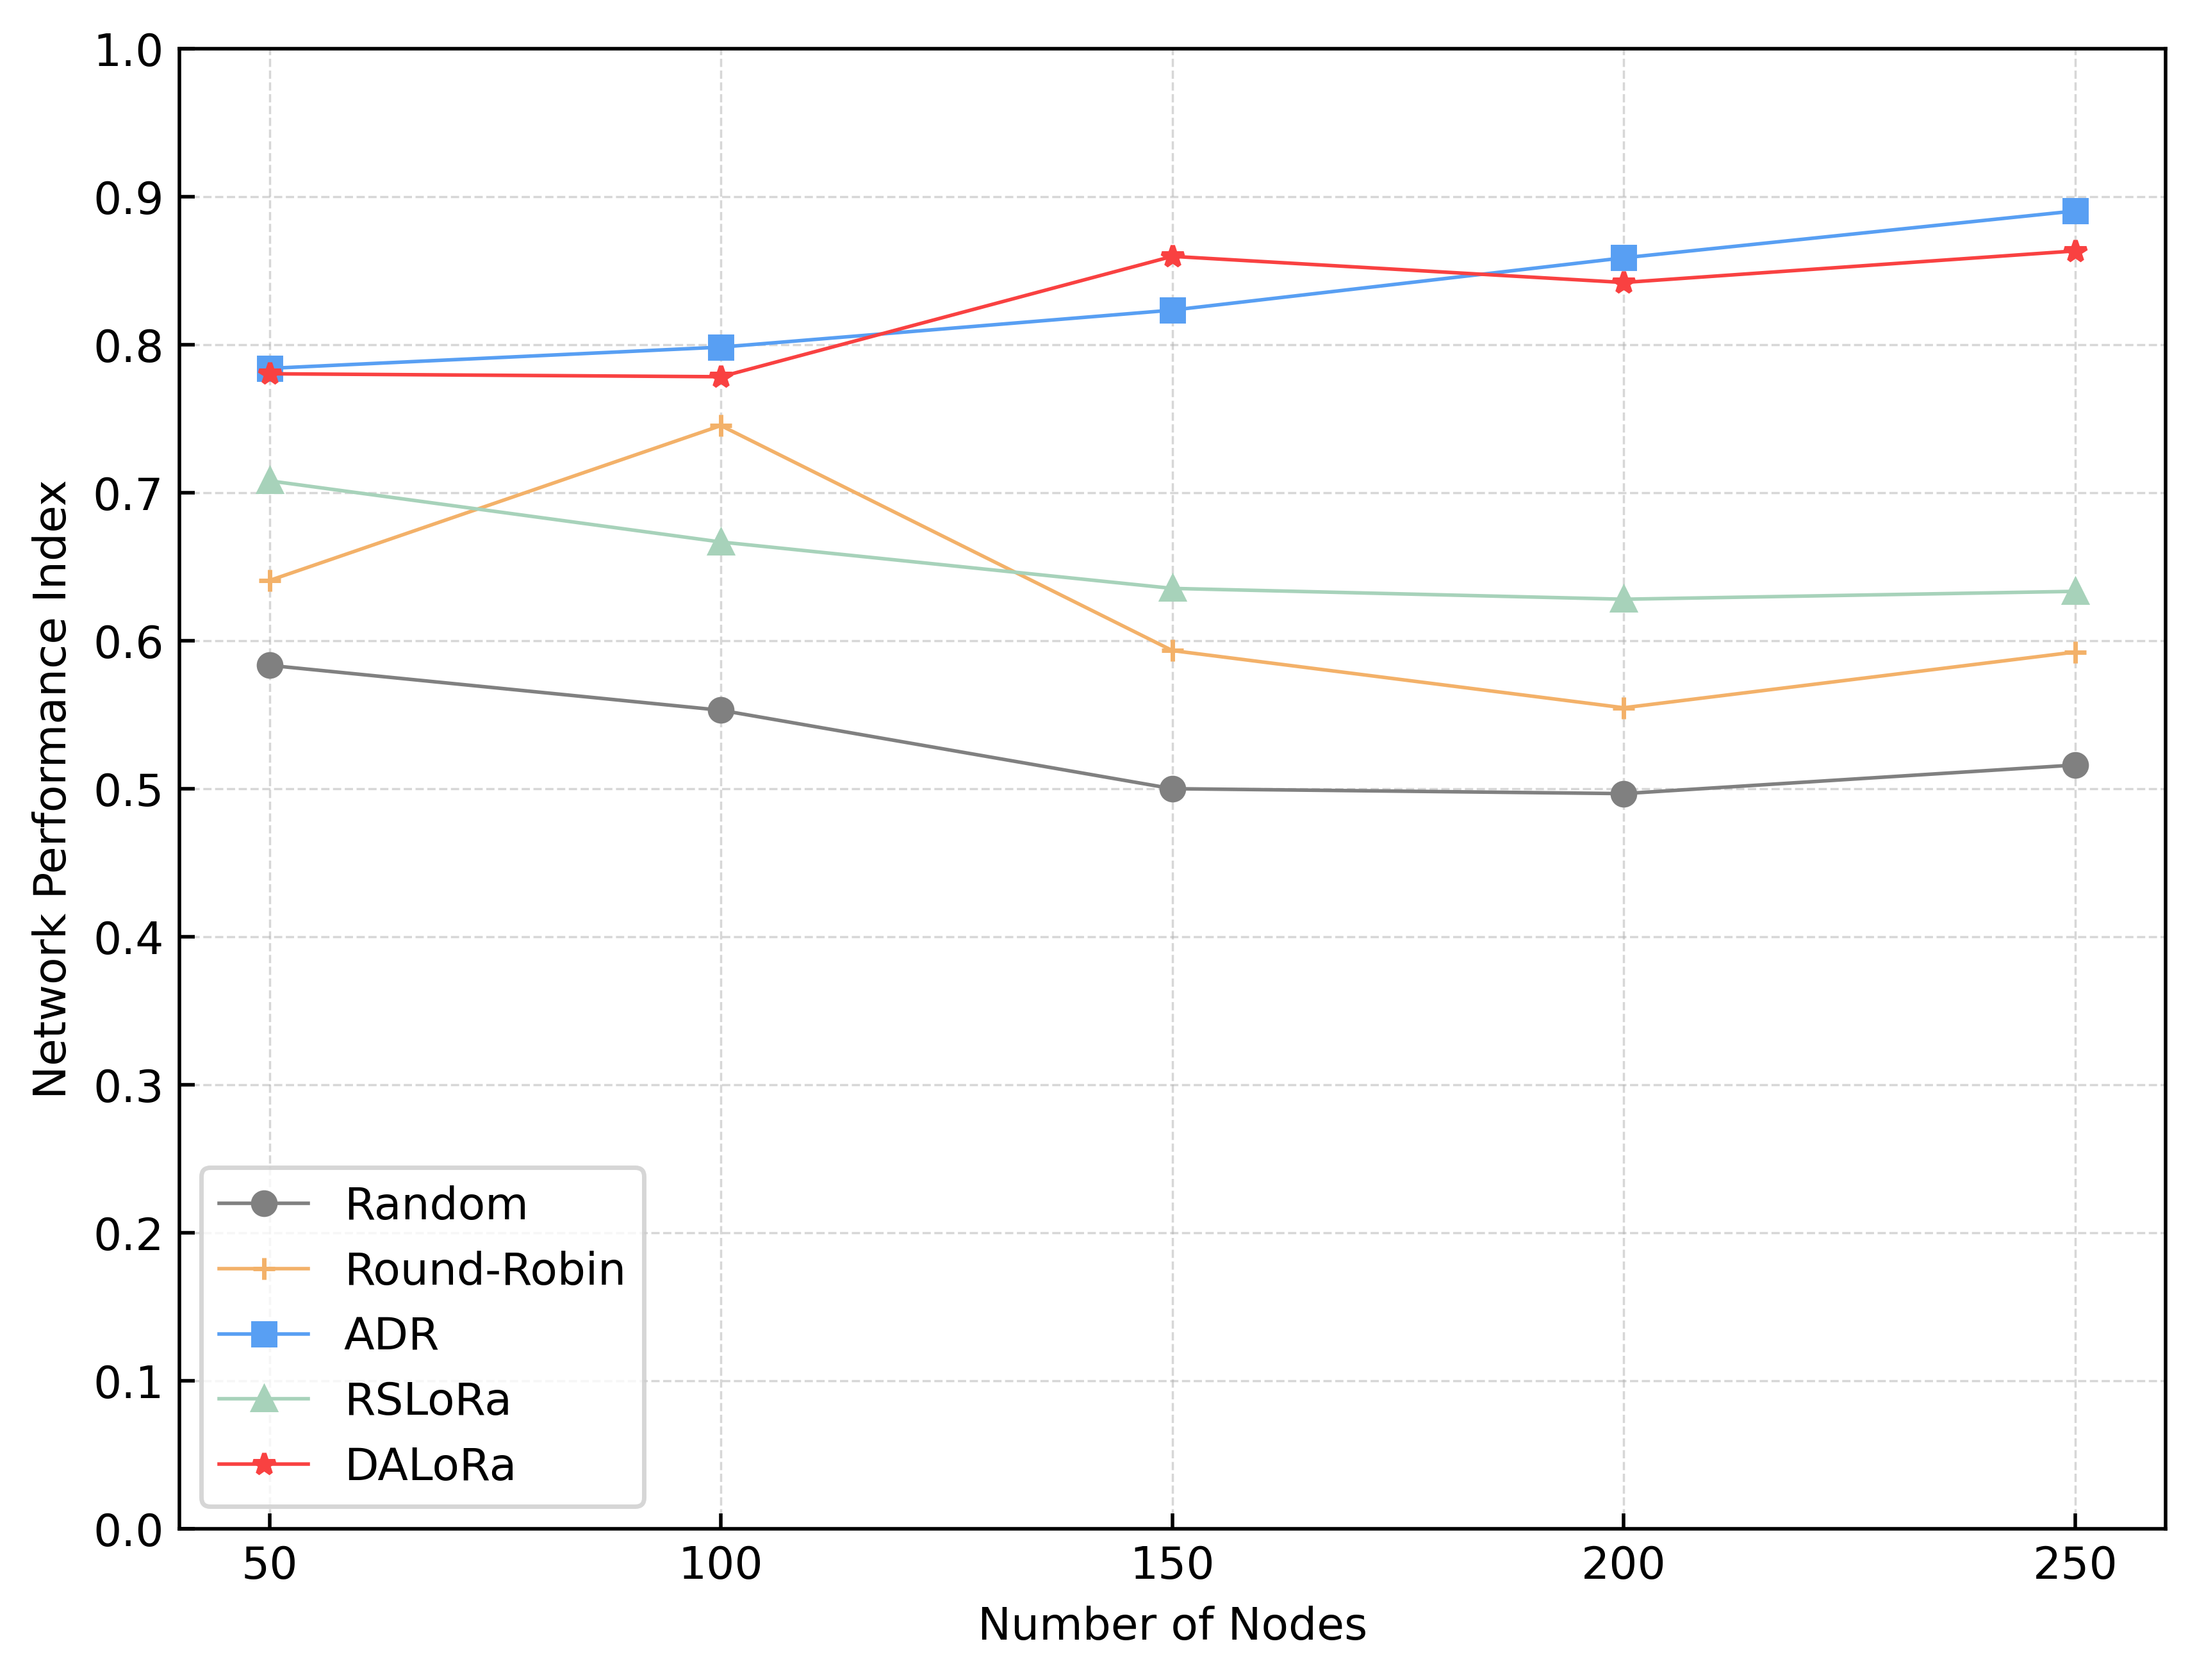 1.0
0.9
0.8
0.7
0.6
0.5
0.4
0.3
0.2
0.1
0.0
Network Performance Index
Random
Round-Robin
ADR
RSLoRa
DALoRa
50 100 150 200 250
Number of Nodes